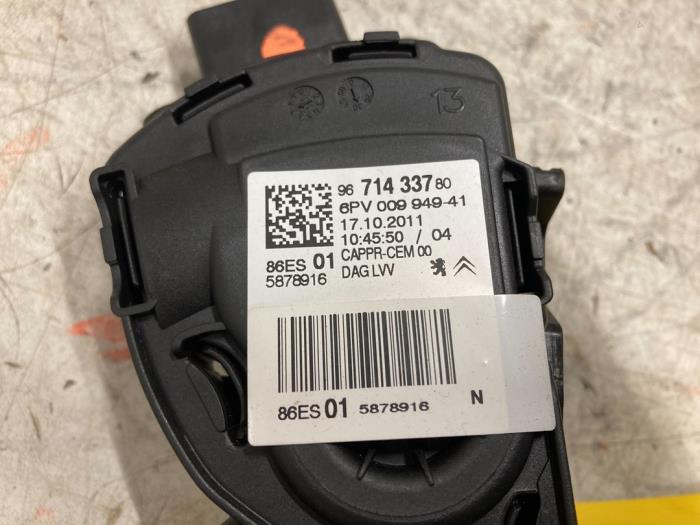 13
96 714 337 80
6PV 009 949-41
17.10.2011
10:45:50 / 04
86ES 01 CAPPR-CEM 00
5878916 DAG LVV
86ES 01 5878916 N